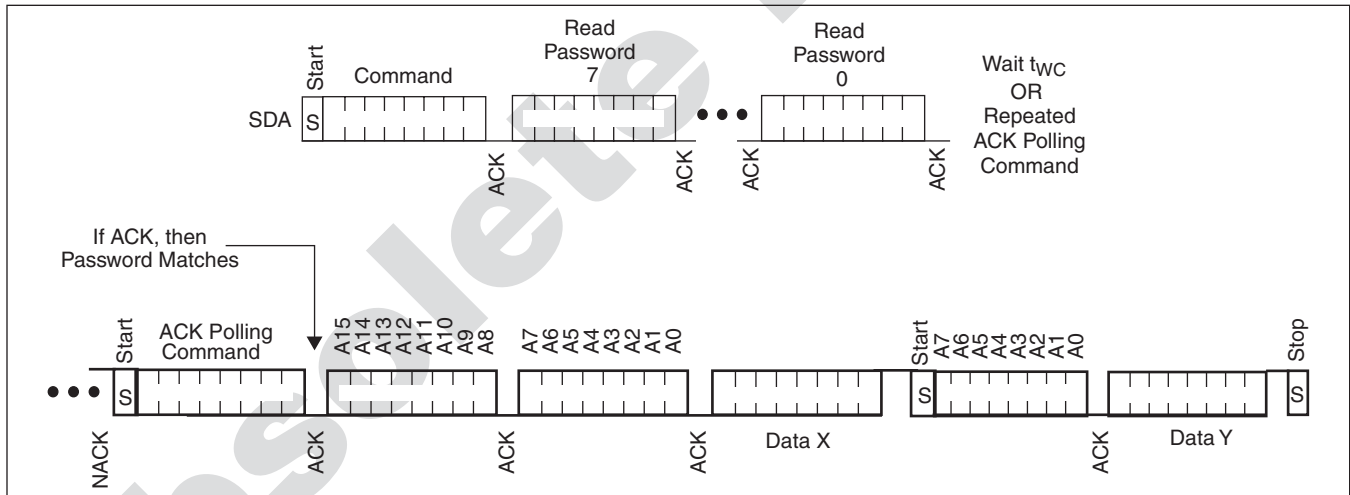 Start
Command
Read
Password
7
Read
Password
0
Wait tWC
OR
Repeated
ACK Polling
Command
SDA
S
ACK
ACK
ACK
ACK
If ACK, then
Password Matches
Start
ACK Polling
Command
A15
A14
A13
A12
A11
A10
A9
A8
A7
A6
A5
A4
A3
A2
A1
A0
Start
A7
A6
A5
A4
A3
A2
A1
A0
Stop
S
S
S
NACK
ACK
ACK
ACK
Data X
ACK
Data Y